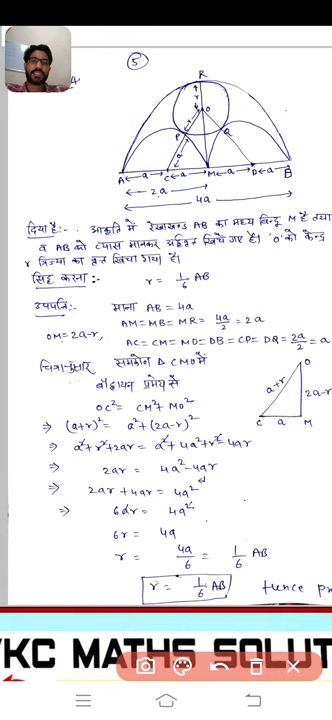 4
5
R
r
O
r
P
Q
a
A ←a→ C ←a→ M ←a→ D ←a→ B
2a
4a
दिया है:- आकृति में रेखाखण्ड AB का मध्य बिन्दु M है तथा
व AB को व्यास मानकर अर्द्धवृत्त खिंचे गए है। 'O' को केन्द्र
r त्रिज्या का वृत्त खिंचा गया है।
सिद्ध करना:- r = 1/6 AB
उपपत्ति:- माना AB = 4a
AM = MB = MR = 4a/2 = 2a
OM = 2a-r,
AC = CM = MD = DB = CP = DQ = 2a/2 = a
चित्रानुसार समकोण Δ CMO में
बौद्धायन प्रमेय से
OC² = CM² + MO²
O
a+r
2a-r
C a M
⇒ (a+r)² = a² + (2a-r)²
⇒ a² + r² + 2ar = a² + 4a² + r² - 4ar
⇒ 2ar = 4a² - 4ar
⇒ 2ar + 4ar = 4a²
⇒ 6ar = 4a²
6r = 4a
r = 4a/6 = 1/6 AB
r = 1/6 AB Hence
KC MATHS SOLUT